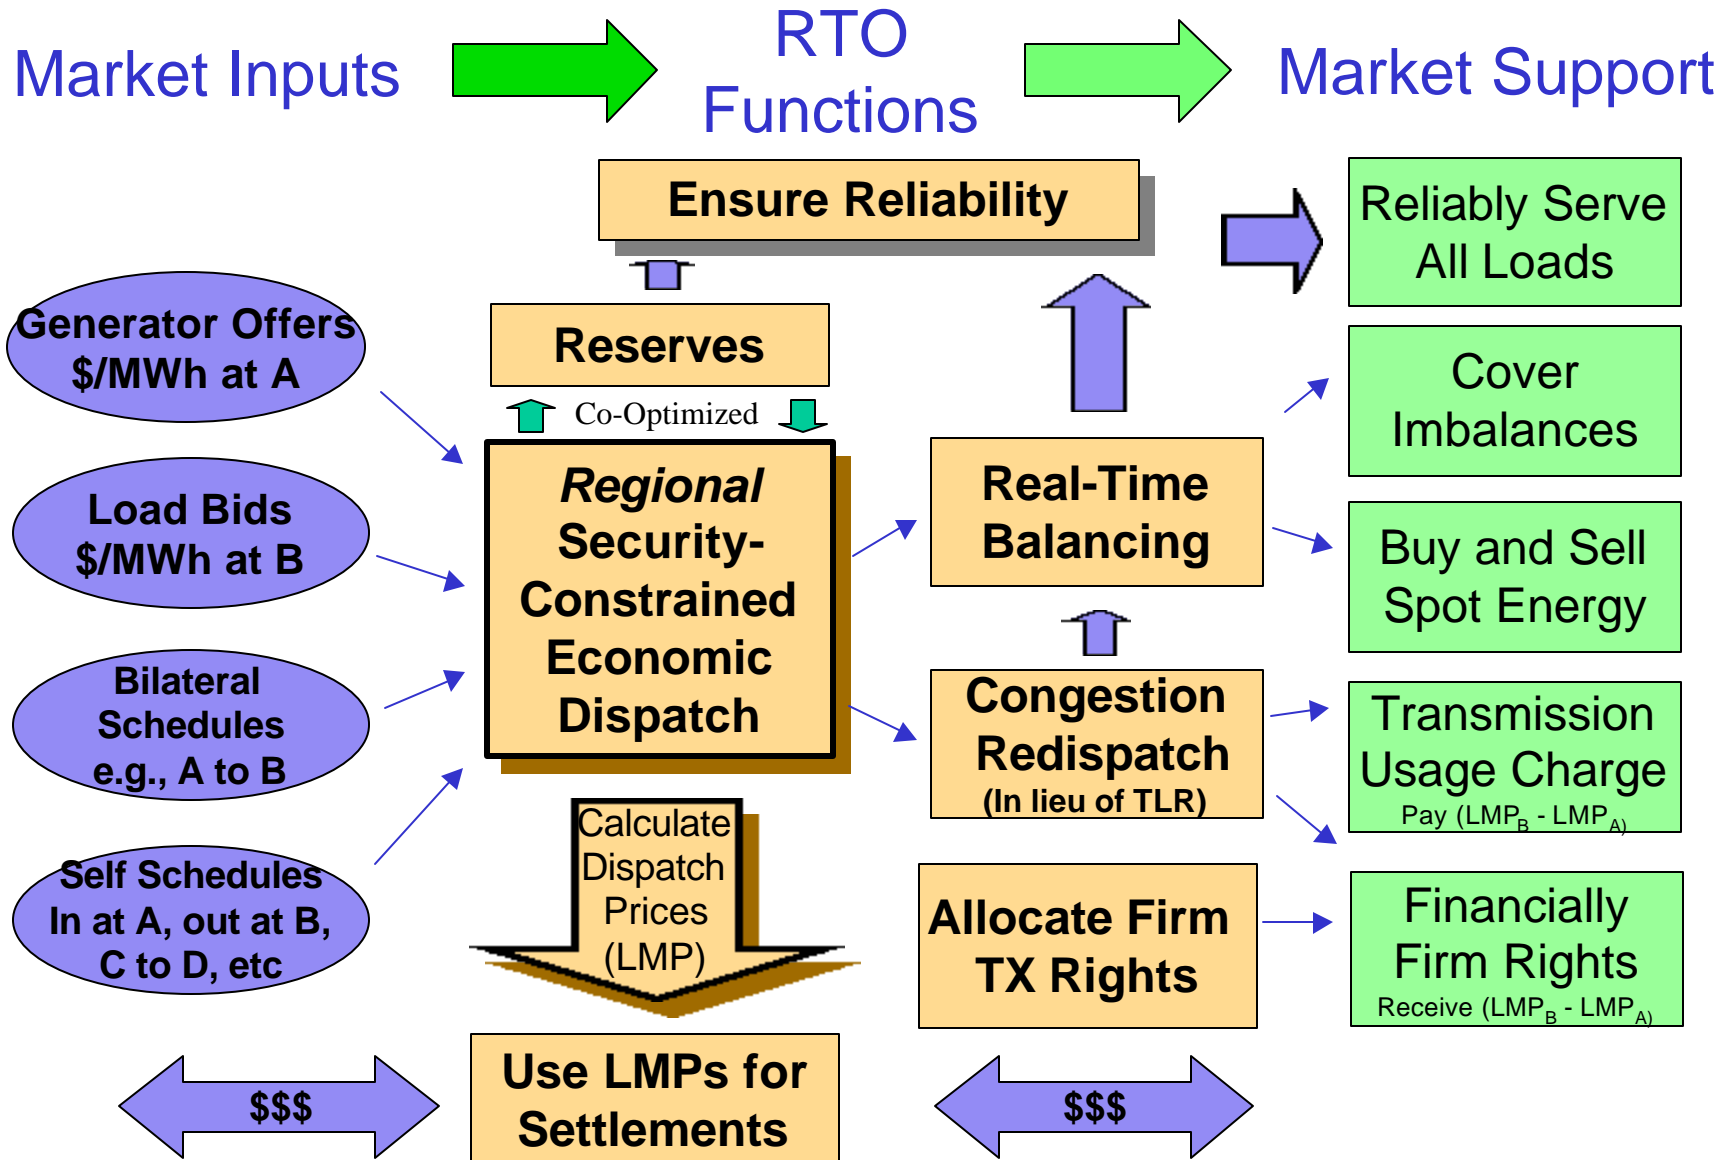 Market Inputs
RTO
Functions
Market Support
Ensure Reliability
Reliably Serve
All Loads
Generator Offers
$/MWh at A
Reserves
Cover
Imbalances
Co-Optimized
Load Bids
$/MWh at B
Regional
Security-
Constrained
Economic
Dispatch
Real-Time
Balancing
Buy and Sell
Spot Energy
Bilateral
Schedules
e.g., A to B
Congestion
Redispatch
(In lieu of TLR)
Transmission
Usage Charge
Pay (LMPB - LMPA)
Calculate
Dispatch
Prices
(LMP)
Self Schedules
In at A, out at B,
C to D, etc
Allocate Firm
TX Rights
Financially
Firm Rights
Receive (LMPB - LMPA)
$$$
Use LMPs for
Settlements
$$$